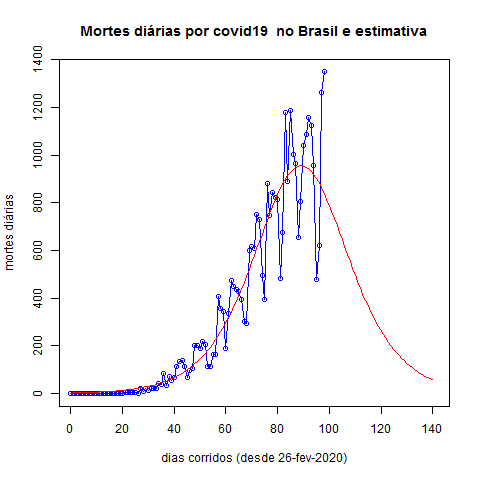 Mortes diárias por covid19 no Brasil e estimativa
mortes diárias
1400
1200
1000
800
600
400
200
0
0 20 40 60 80 100 120 140
dias corridos (desde 26-fev-2020)